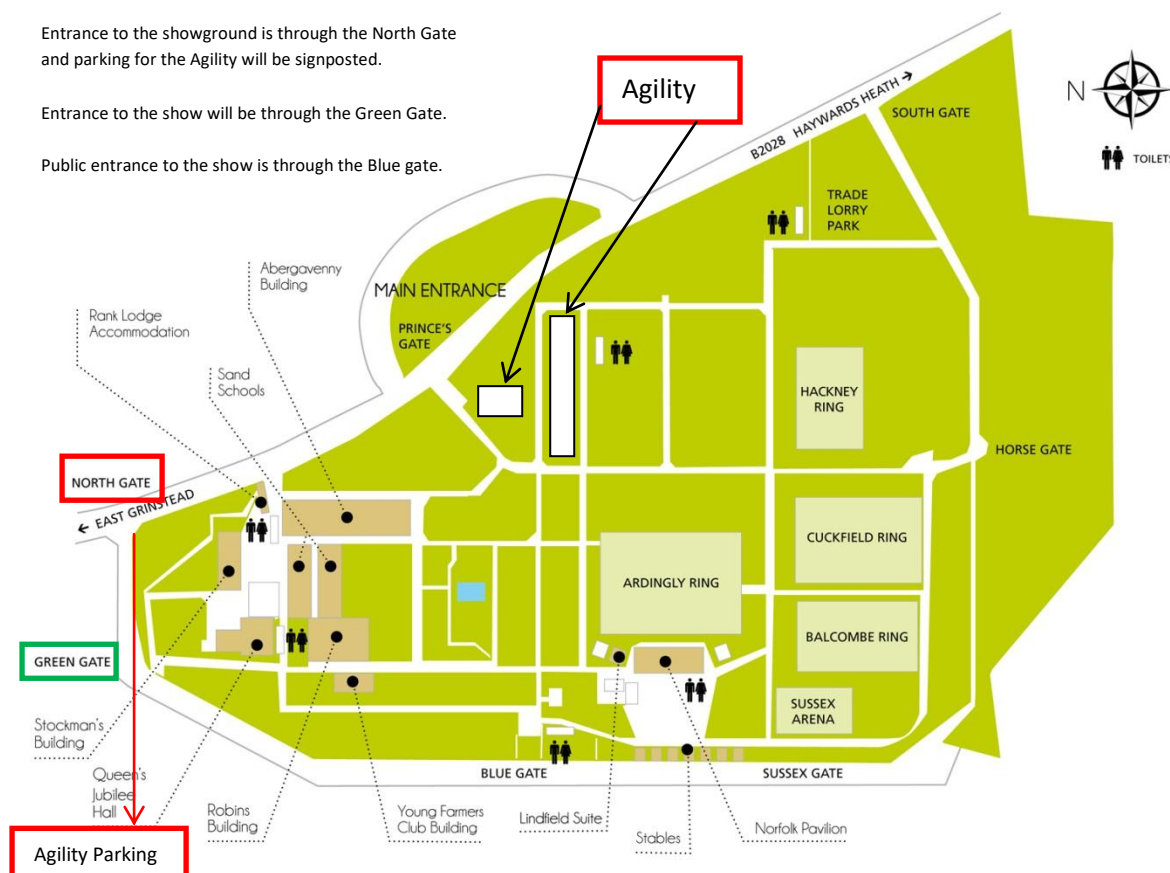 Entrance to the showground is through the North Gate
and parking for the Agility will be signposted.
Entrance to the show will be through the Green Gate.
Public entrance to the show is through the Blue gate.
Agility
B2028 HAYWARDS HEATH →
SOUTH GATE
N
TOILETS
TRADE
LORRY
PARK
Abergavenny
Building
MAIN ENTRANCE
PRINCE'S
GATE
Rank Lodge
Accommodation
Sand
Schools
HACKNEY
RING
HORSE GATE
NORTH GATE
← EAST GRINSTEAD
CUCKFIELD RING
ARDINGLY RING
BALCOMBE RING
GREEN GATE
SUSSEX
ARENA
Stockman's
Building
BLUE GATE
SUSSEX GATE
Queen's
Jubilee
Hall
Robins
Building
Young Farmers
Club Building
Lindfield Suite
Stables
Norfolk Pavilion
Agility Parking